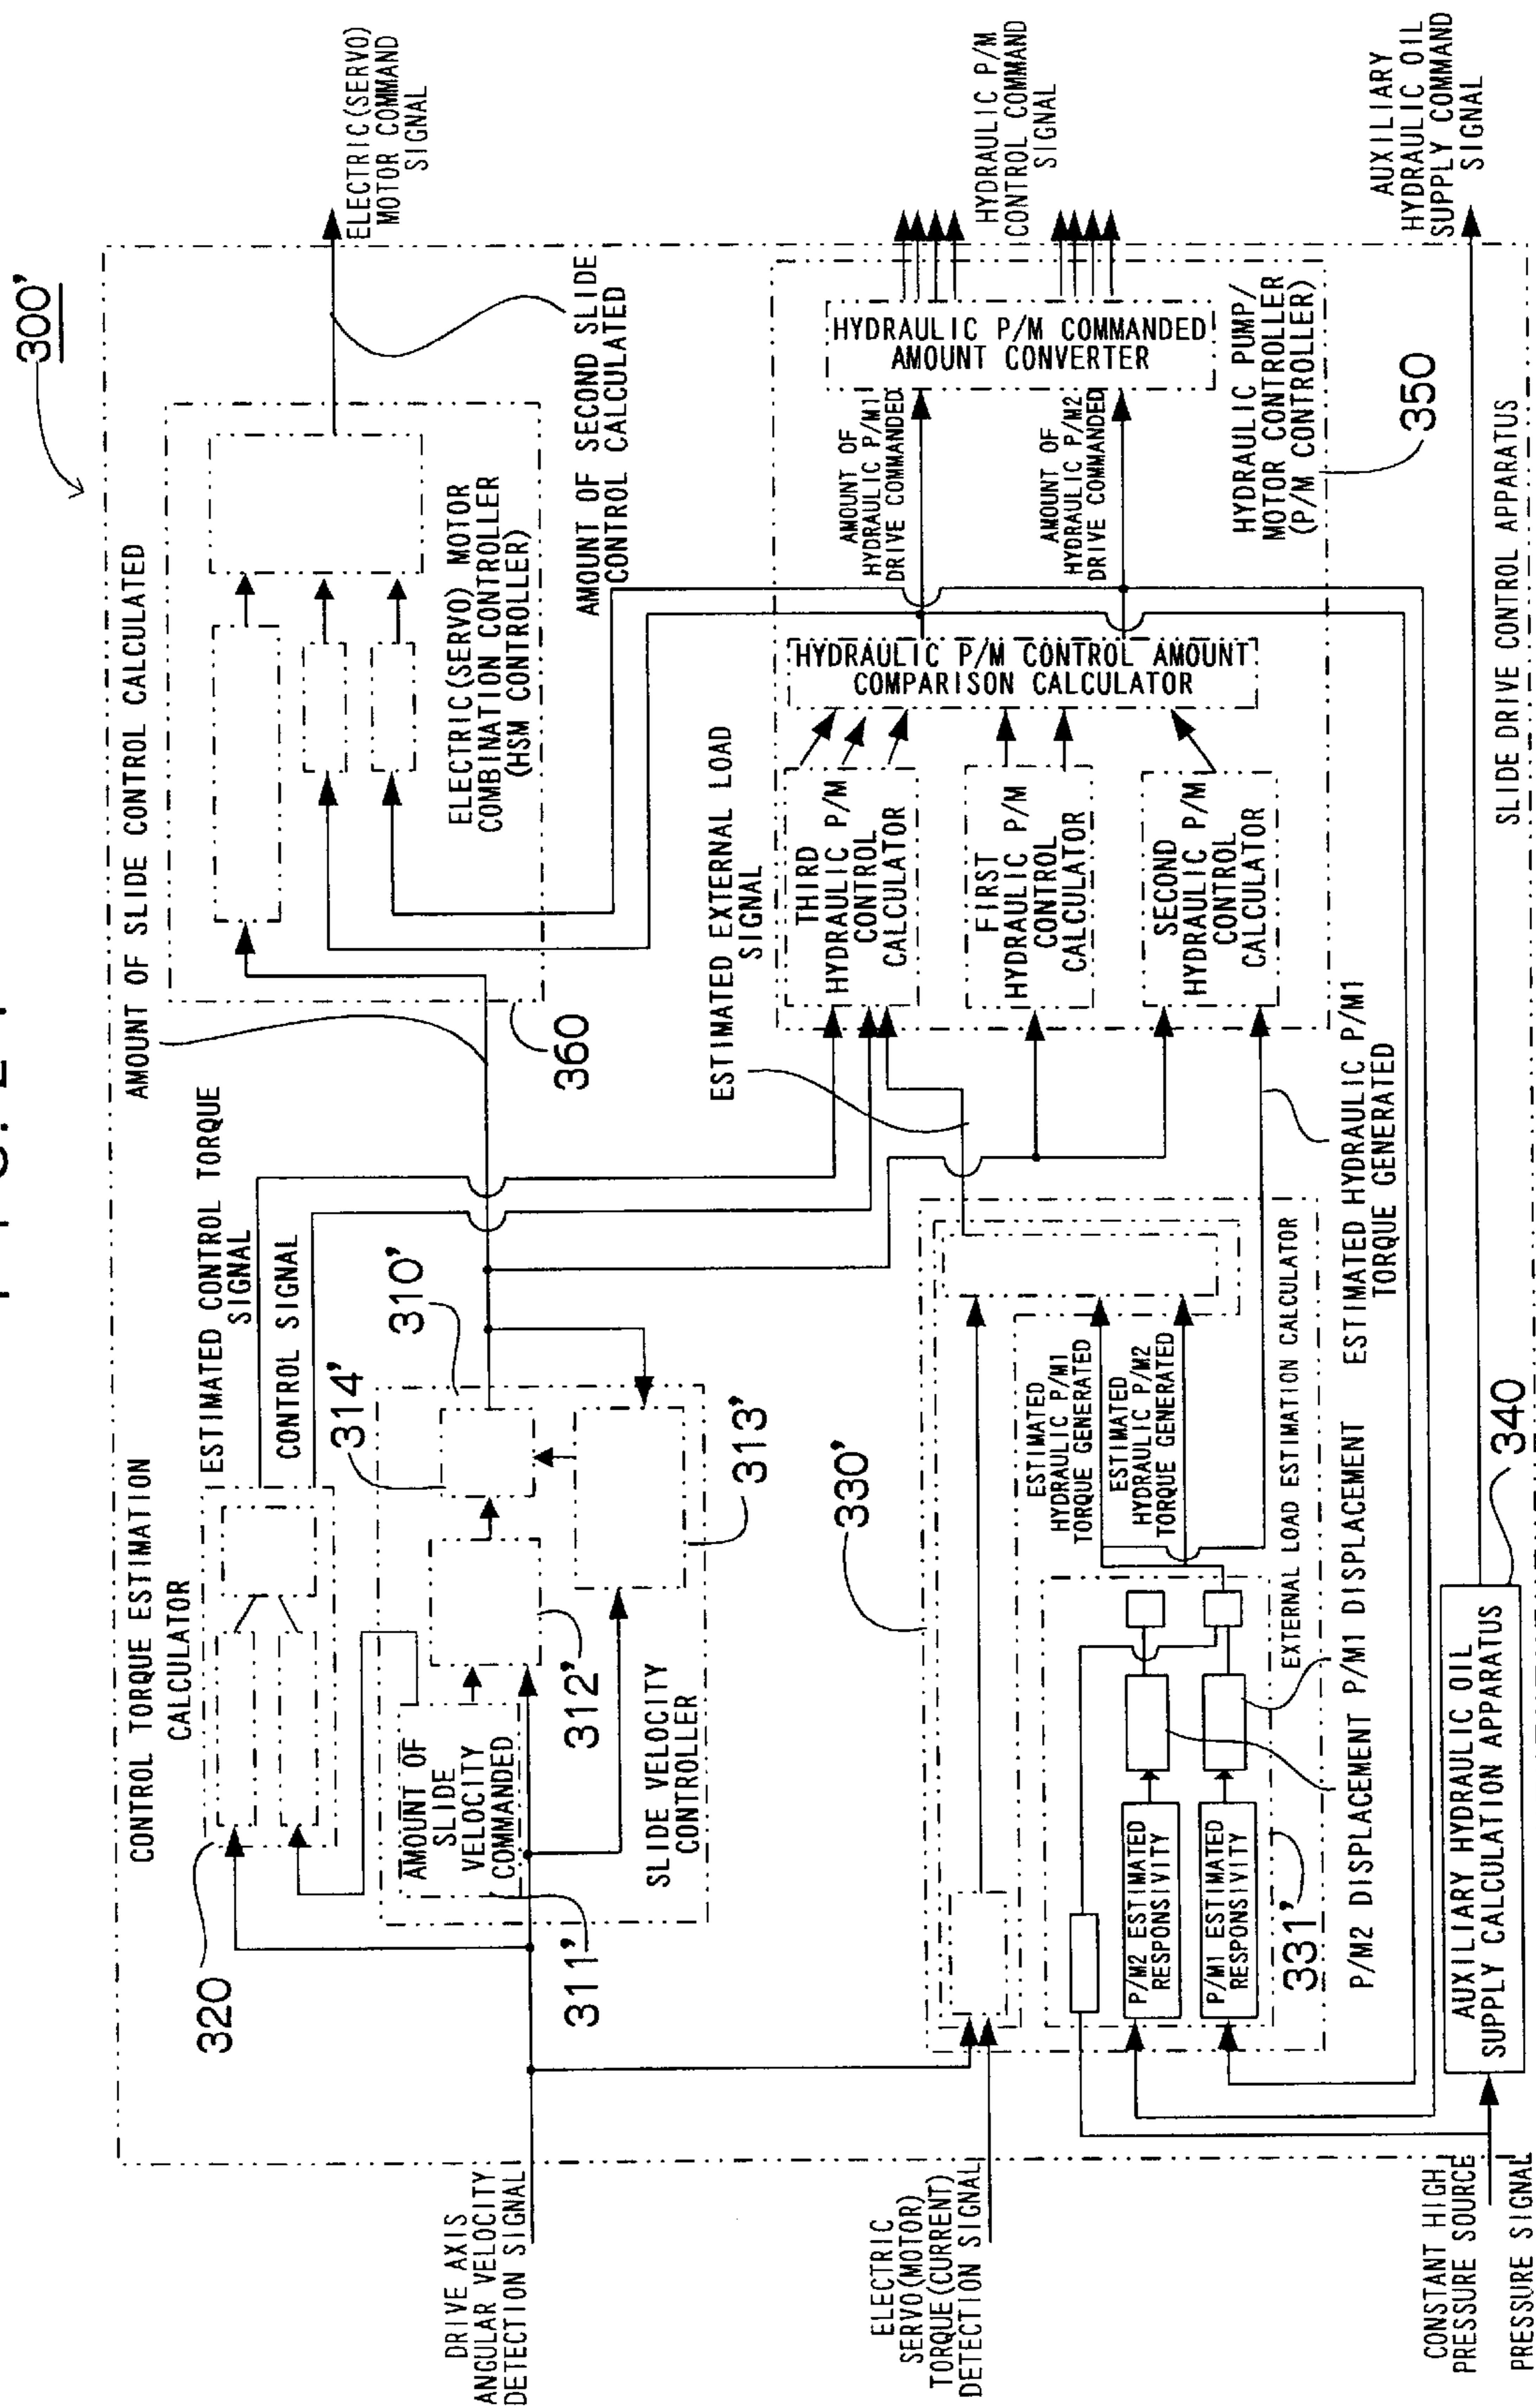 300'
ELECTRIC(SERVO)
MOTOR COMMAND
SIGNAL
HYDRAULIC P/M
CONTROL COMMAND
SIGNAL
AUXILIARY
HYDRAULIC OIL
SUPPLY COMMAND
SIGNAL
AMOUNT OF SLIDE CONTROL CALCULATED
ELECTRIC(SERVO) MOTOR
COMBINATION CONTROLLER
(HSM CONTROLLER)
360
AMOUNT OF SECOND SLIDE
CONTROL CALCULATED
HYDRAULIC P/M COMMANDED
AMOUNT CONVERTER
AMOUNT OF
HYDRAULIC P/M1
DRIVE COMMANDED
AMOUNT OF
HYDRAULIC P/M2
DRIVE COMMANDED
HYDRAULIC PUMP/
MOTOR CONTROLLER
(P/M CONTROLLER)
350
HYDRAULIC P/M CONTROL AMOUNT
COMPARISON CALCULATOR
THIRD
HYDRAULIC P/M
CONTROL
CALCULATOR
FIRST
HYDRAULIC P/M
CONTROL
CALCULATOR
SECOND
HYDRAULIC P/M
CONTROL
CALCULATOR
ESTIMATED EXTERNAL LOAD
SIGNAL
SLIDE DRIVE CONTROL APPARATUS
CONTROL TORQUE ESTIMATION
CALCULATOR
320
ESTIMATED CONTROL TORQUE
SIGNAL
CONTROL SIGNAL
310'
314'
313'
312'
311'
AMOUNT OF
SLIDE
VELOCITY
COMMANDED
SLIDE VELOCITY
CONTROLLER
330'
ESTIMATED
HYDRAULIC P/M1
TORQUE GENERATED
ESTIMATED
HYDRAULIC P/M2
TORQUE GENERATED
EXTERNAL LOAD ESTIMATION CALCULATOR
ESTIMATED HYDRAULIC P/M1
TORQUE GENERATED
P/M2 ESTIMATED
RESPONSIVITY
P/M1 ESTIMATED
RESPONSIVITY
331'
P/M2 DISPLACEMENT
P/M1 DISPLACEMENT
AUXILIARY HYDRAULIC OIL
SUPPLY CALCULATION APPARATUS
340
DRIVE AXIS
ANGULAR VELOCITY
DETECTION SIGNAL
ELECTRIC
SERVO(MOTOR)
TORQUE(CURRENT)
DETECTION SIGNAL
CONSTANT HIGH
PRESSURE SOURCE
PRESSURE SIGNAL